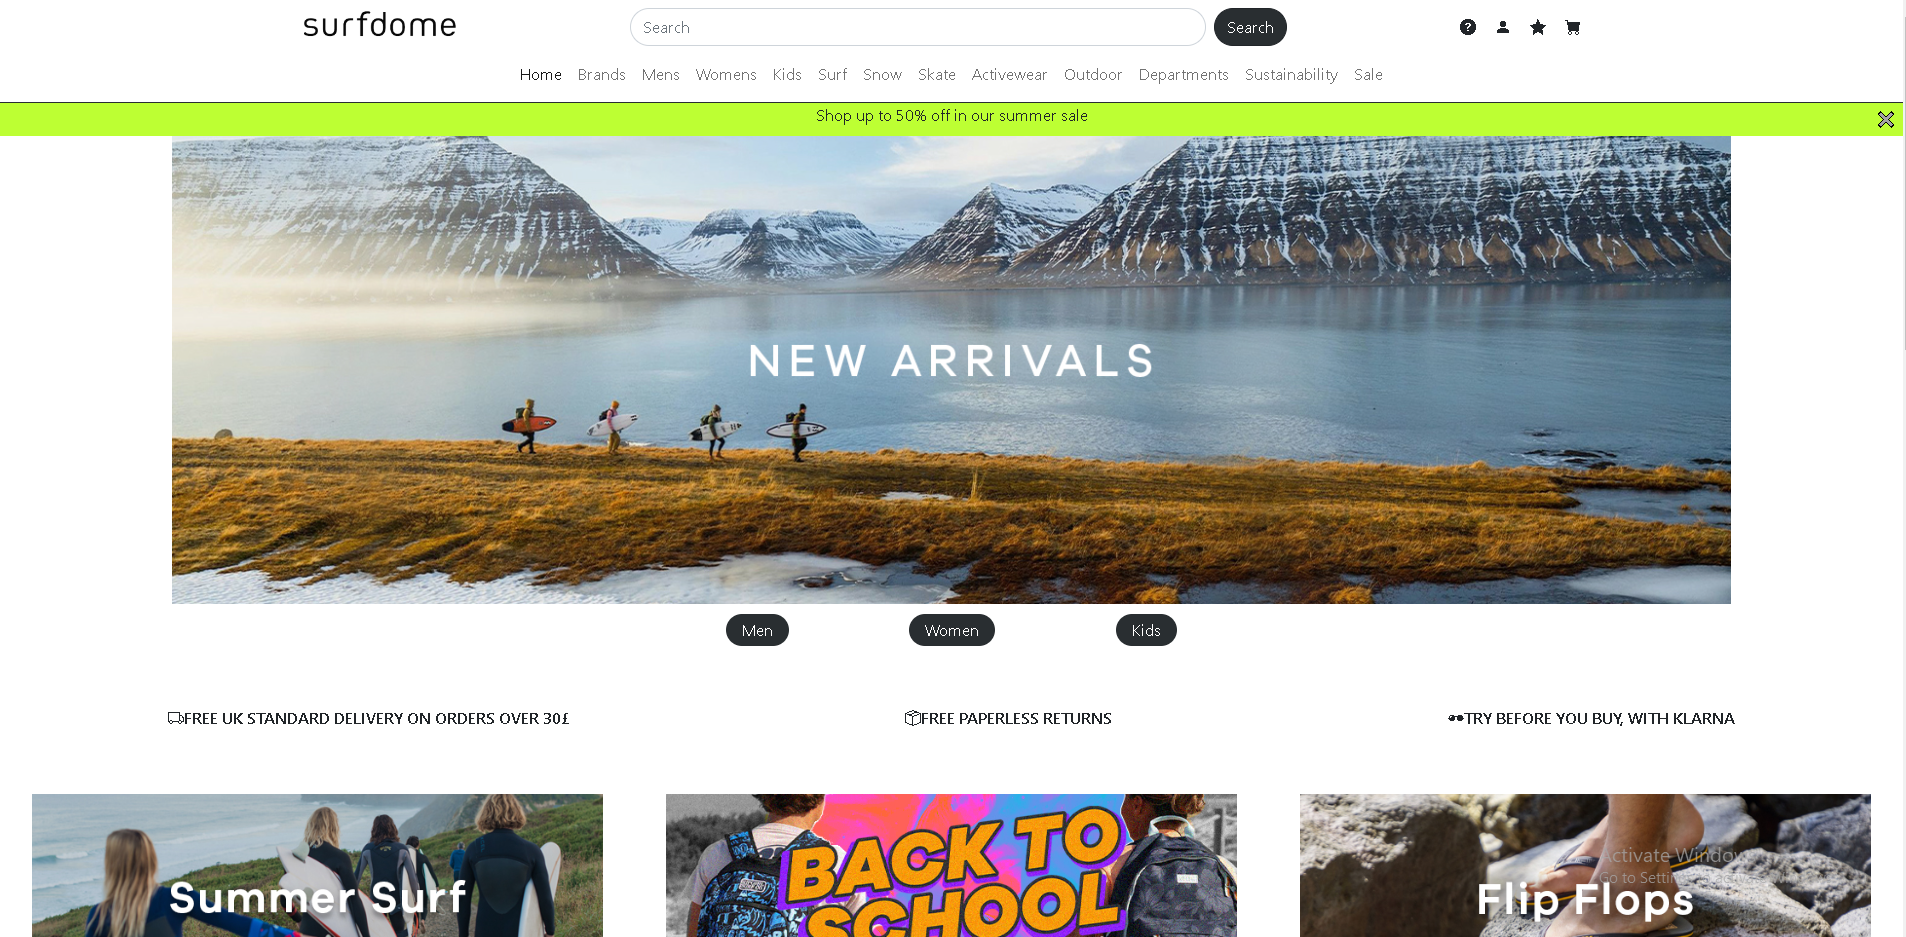 surfdome
Search
Search
Home Brands Mens Womens Kids Surf Snow Skate Activewear Outdoor Departments Sustainability Sale
Shop up to 50% off in our summer sale
NEW ARRIVALS
Men Women Kids
FREE UK STANDARD DELIVERY ON ORDERS OVER 30£
FREE PAPERLESS RETURNS
TRY BEFORE YOU BUY, WITH KLARNA
Summer Surf
BACK TO
SCHOOL
Activate Windows
Go to Settings
Flip Flops